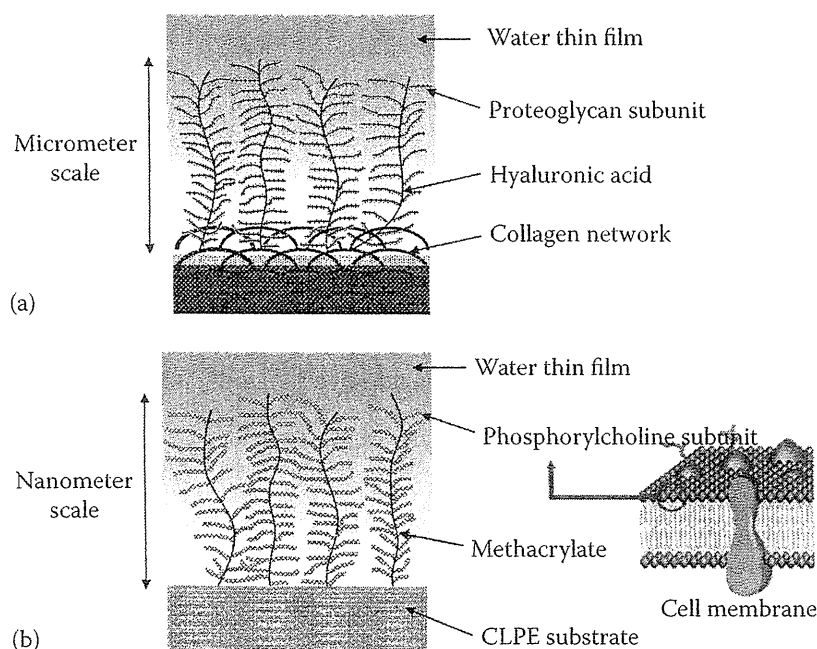 Water thin film
Proteoglycan subunit
Micrometer
scale
Hyaluronic acid
Collagen network
(a)
Water thin film
Phosphorylcholine subunit
Nanometer
scale
Methacrylate
Cell membrane
CLPE substrate
(b)